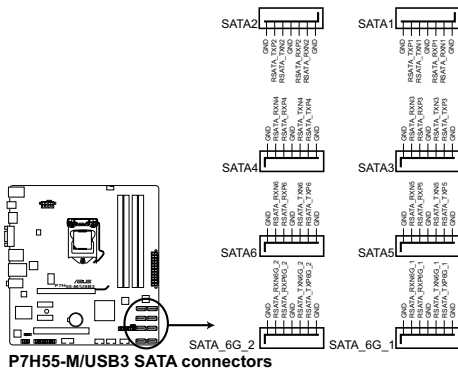 SATA2
GND
RSATA_TXP2
RSATA_TXN2
GND
RSATA_RXP2
RSATA_RXN2
GND
SATA1
GND
RSATA_TXP1
RSATA_TXN1
GND
RSATA_RXP1
RSATA_RXN1
GND
SATA4
GND
RSATA_RXN4
RSATA_RXP4
GND
RSATA_TXN4
RSATA_TXP4
GND
SATA3
GND
RSATA_RXN3
RSATA_RXP3
GND
RSATA_TXN3
RSATA_TXP3
GND
SATA6
GND
RSATA_RXN6
RSATA_RXP6
GND
RSATA_TXN6
RSATA_TXP6
GND
SATA5
GND
RSATA_RXN5
RSATA_RXP5
GND
RSATA_TXN5
RSATA_TXP5
GND
SATA_6G_2
GND
RSATA_RXN6G_2
RSATA_RXP6G_2
GND
RSATA_TXN6G_2
RSATA_TXP6G_2
GND
SATA_6G_1
GND
RSATA_RXN6G_1
RSATA_RXP6G_1
GND
RSATA_TXN6G_1
RSATA_TXP6G_1
GND
ASUS
P7H55-M/USB3
P7H55-M/USB3 SATA connectors